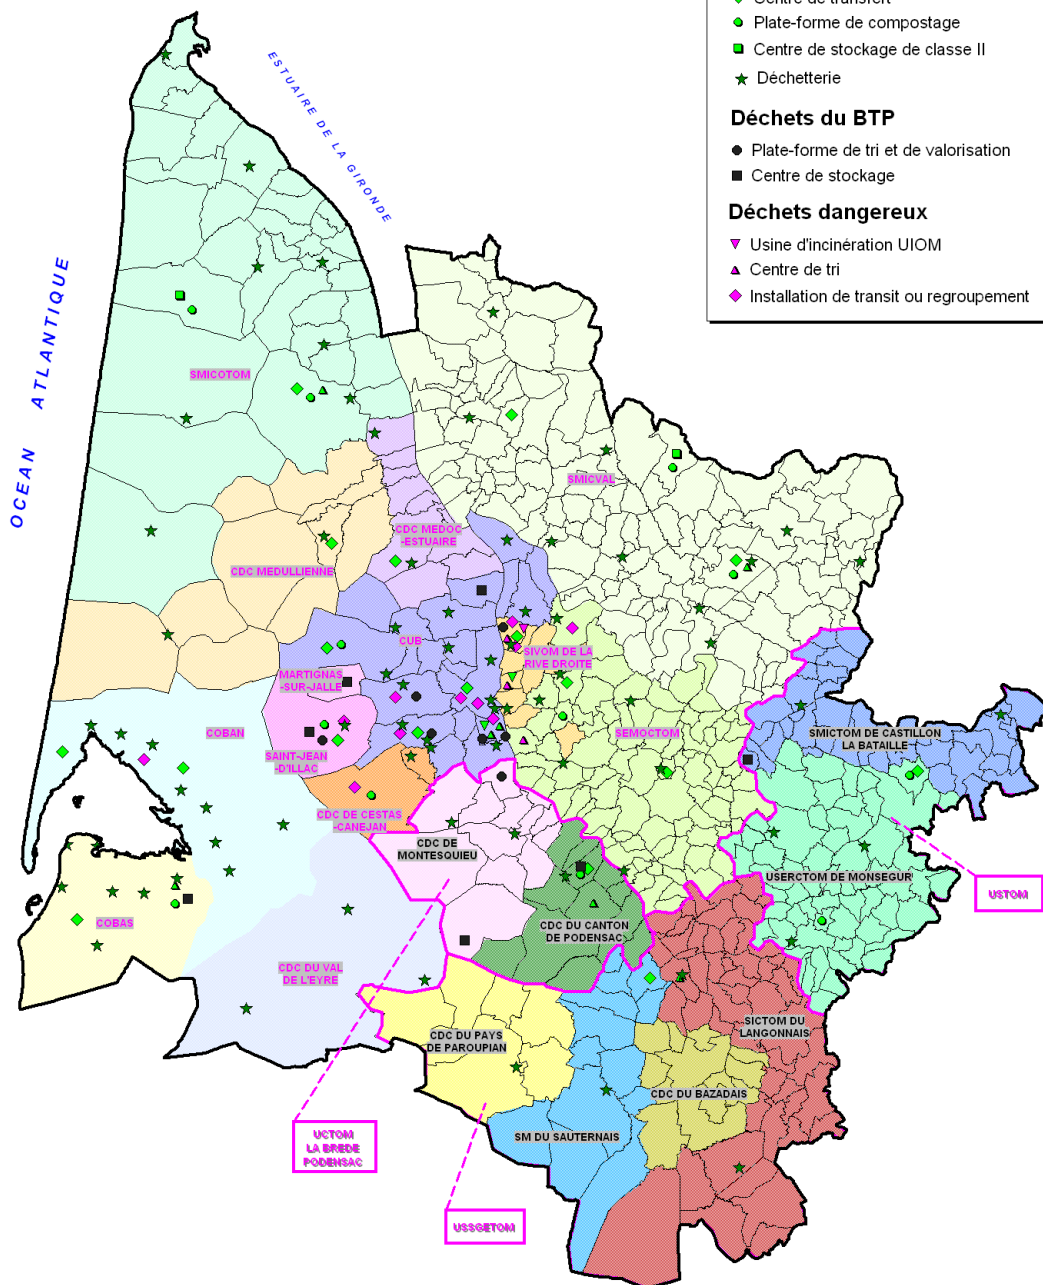 Centre de transfert
Plate-forme de compostage
Centre de stockage de classe II
Déchetterie
Déchets du BTP
Plate-forme de tri et de valorisation
Centre de stockage
Déchets dangereux
Usine d'incinération UIOM
Centre de tri
Installation de transit ou regroupement
ESTUAIRE DE LA GIRONDE
OCEAN ATLANTIQUE
SMICOTOM
SMICVAL
CDC MEDOC
-ESTUAIRE
CDC MEDULLIENNE
CUB
SIVOM DE LA
RIVE DROITE
MARTIGNAS
-SUR-JALLE
COBAN
SAINT-JEAN
-D'ILLAC
SEMOCTOM
SMICTOM DE CASTILLON
LA BATAILLE
CDC DE CESTAS
-CANEJAN
CDC DE
MONTESQUIEU
USERCTOM DE MONSEGUR
USTOM
COBAS
CDC DU CANTON
DE PODENSAC
CDC DU VAL
DE L'EYRE
CDC DU PAYS
DE PAROUPIAN
SICTOM DU
LANGONNAIS
CDC DU BAZADAIS
SM DU SAUTERNAIS
UCTOM
LA BREDE
PODENSAC
USSGETOM